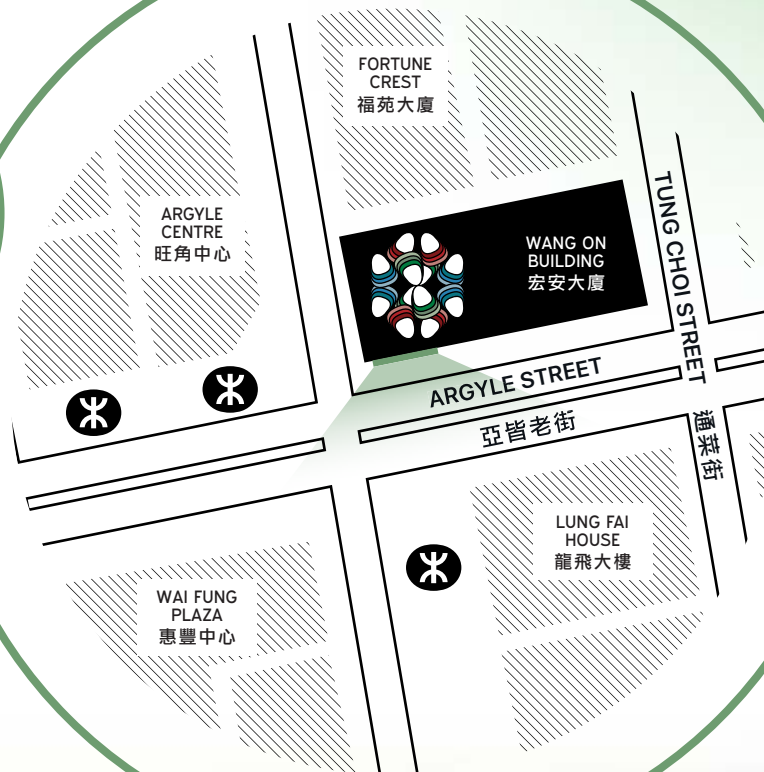 FORTUNE
CREST
福苑大廈
ARGYLE
CENTRE
旺角中心
WANG ON
BUILDING
宏安大廈
TUNG CHOI STREET
通菜街
ARGYLE STREET
亞皆老街
LUNG FAI
HOUSE
龍飛大樓
WAI FUNG
PLAZA
惠豐中心